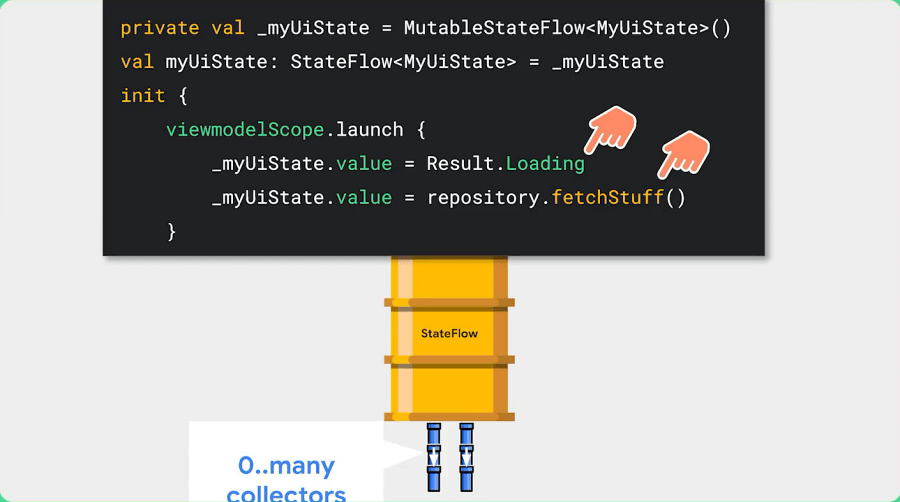 private val _myUiState = MutableStateFlow<MyUiState>()
val myUiState: StateFlow<MyUiState> = _myUiState
init {
viewmodelScope.launch {
_myUiState.value = Result.Loading
_myUiState.value = repository.fetchStuff()
}
StateFlow
0..many
collectors